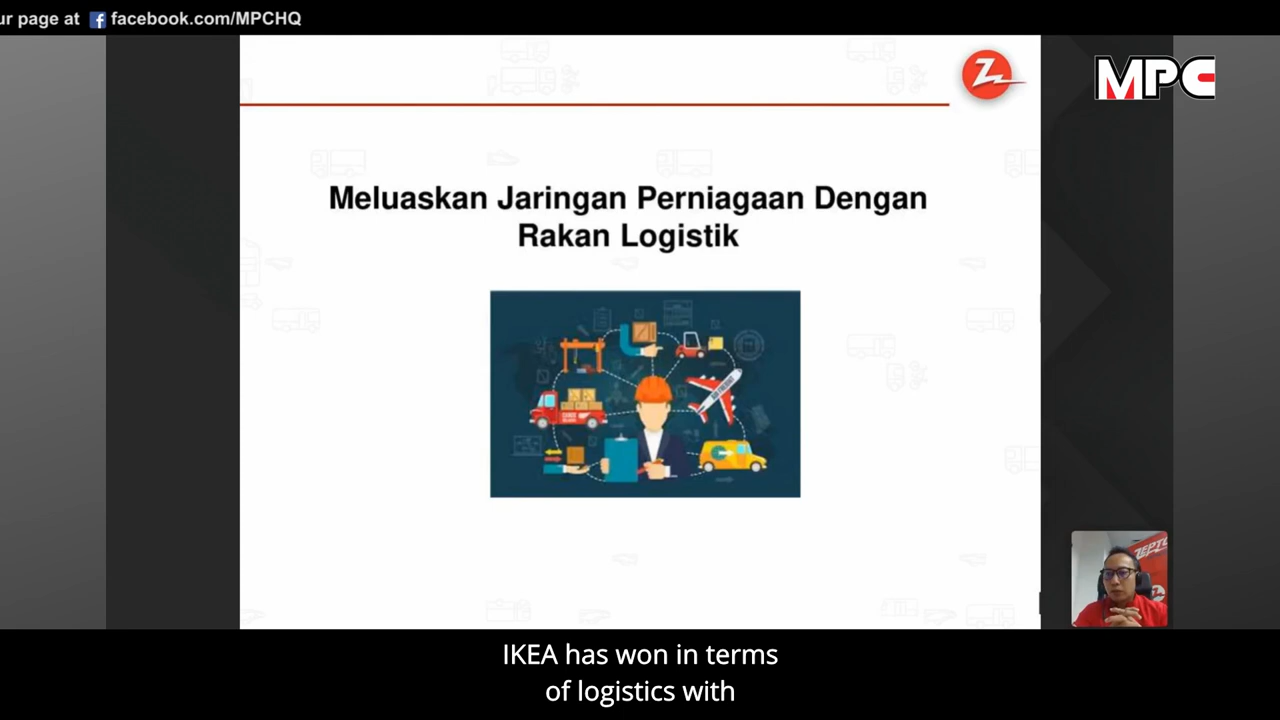 ur page at facebook.com/MPCHQ
MPC
Meluaskan Jaringan Perniagaan Dengan
Rakan Logistik
ZEPTO
IKEA has won in terms
of logistics with